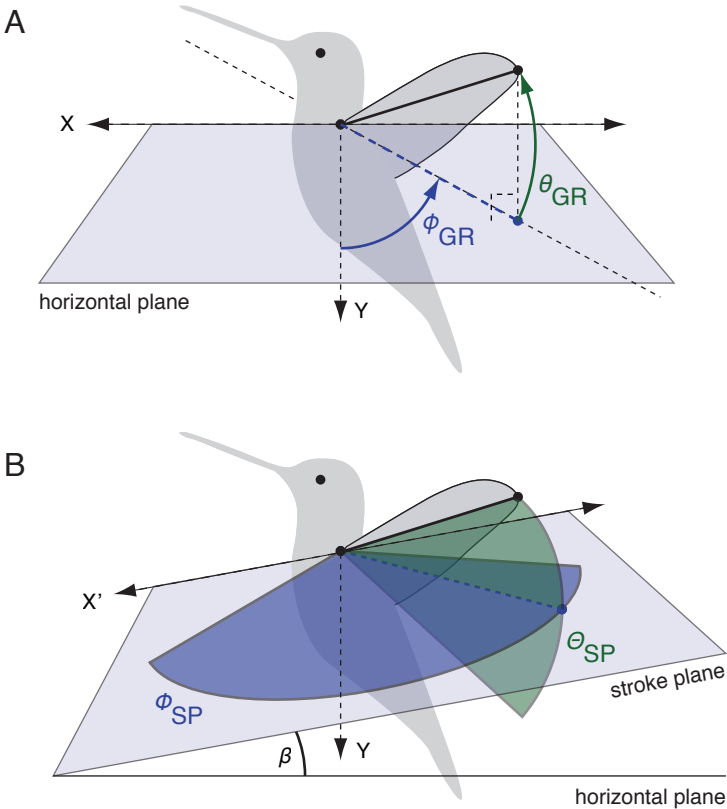 A
X
θGR
ϕGR
horizontal plane
Y
B
X’
ΘSP
ΦSP
stroke plane
β
Y
horizontal plane